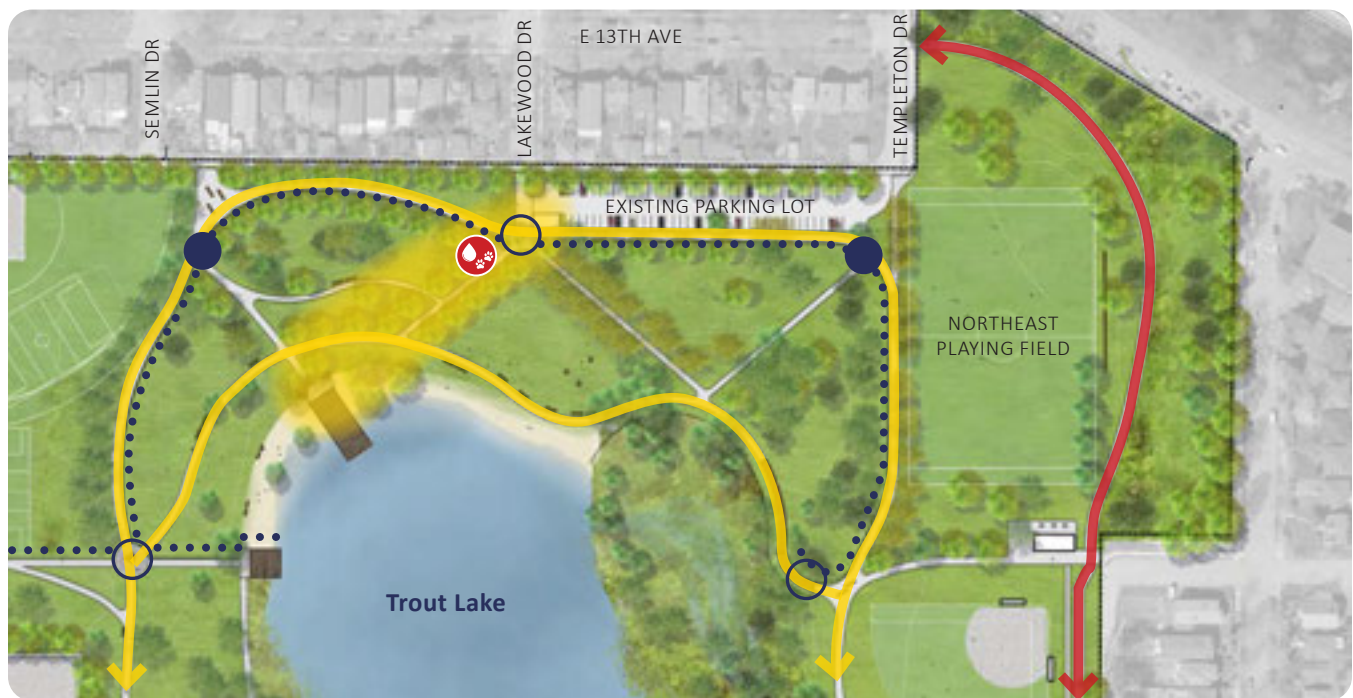 E 13TH AVE
SEMLIN DR
LAKEWOOD DR
TEMPLETON DR
EXISTING PARKING LOT
NORTHEAST
PLAYING FIELD
Trout Lake